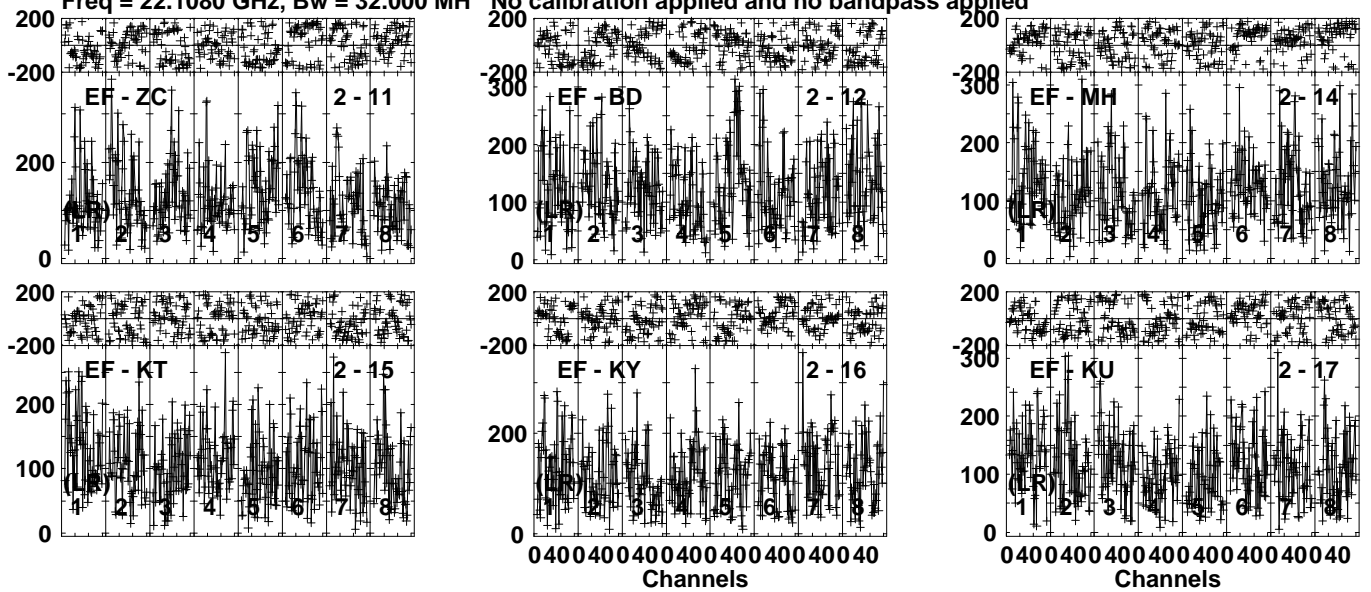 Freq = 22.1080 GHz, Bw = 32.000 MH No calibration applied and no bandpass applied
200
-200
EF - ZC 2 - 11
200
(LR)
1 2 3 4 5 6 7 8
0
200
-200
300
EF - BD 2 - 12
200
100
(LR)
1 2 3 4 5 6 7 8
0
200
-200
300
EF - MH 2 - 14
200
100
(LR)
1 2 3 4 5 6 7 8
0
200
-200
EF - KT 2 - 15
200
100
(LR)
1 2 3 4 5 6 7 8
0
200
-200
EF - KY 2 - 16
200
(LR)
1 2 3 4 5 6 7 8
0
0 40 0 40 0 40 0 40 0 40 0 40 0 40 0 40
Channels
200
-200
300
EF - KU 2 - 17
200
100
(LR)
1 2 3 4 5 6 7 8
0
0 40 0 40 0 40 0 40 0 40 0 40 0 40 0 40
Channels